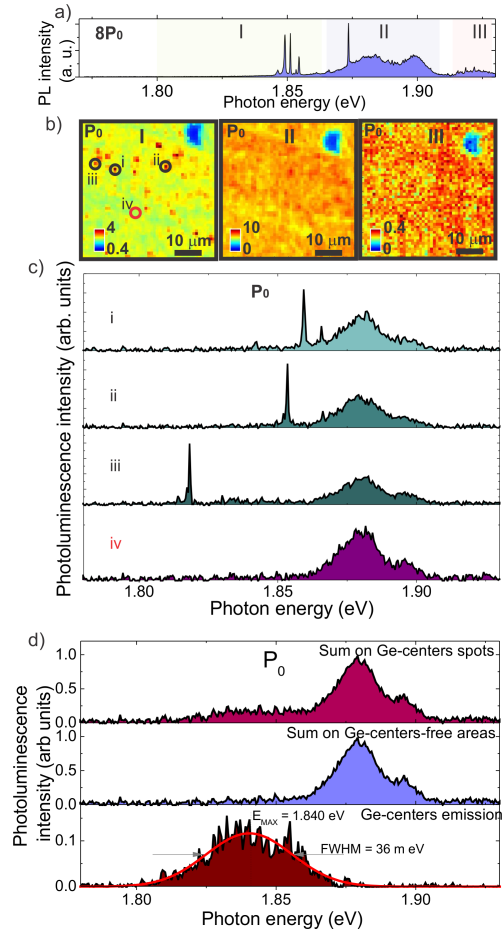 a)
8P₀
I
II
III
PL intensity
(a. u.)
1.80
1.85
1.90
Photon energy (eV)
b)
P₀
I
i
ii
iii
iv
4
0.4
10 μm
P₀
II
10
0
10 μm
P₀
III
0.4
0
10 μm
c)
P₀
i
ii
iii
iv
Photoluminescence intensity (arb. units)
1.80
1.85
1.90
Photon energy (eV)
d)
P₀
Sum on Ge-centers spots
1.0
0.5
0.0
Sum on Ge-centers-free areas
1.0
0.5
0.0
Photoluminescence
intensity (arb units)
Ge-centers emission
E MAX = 1.840 eV
FWHM = 36 m eV
0.1
0.0
1.80
1.85
1.90
Photon energy (eV)